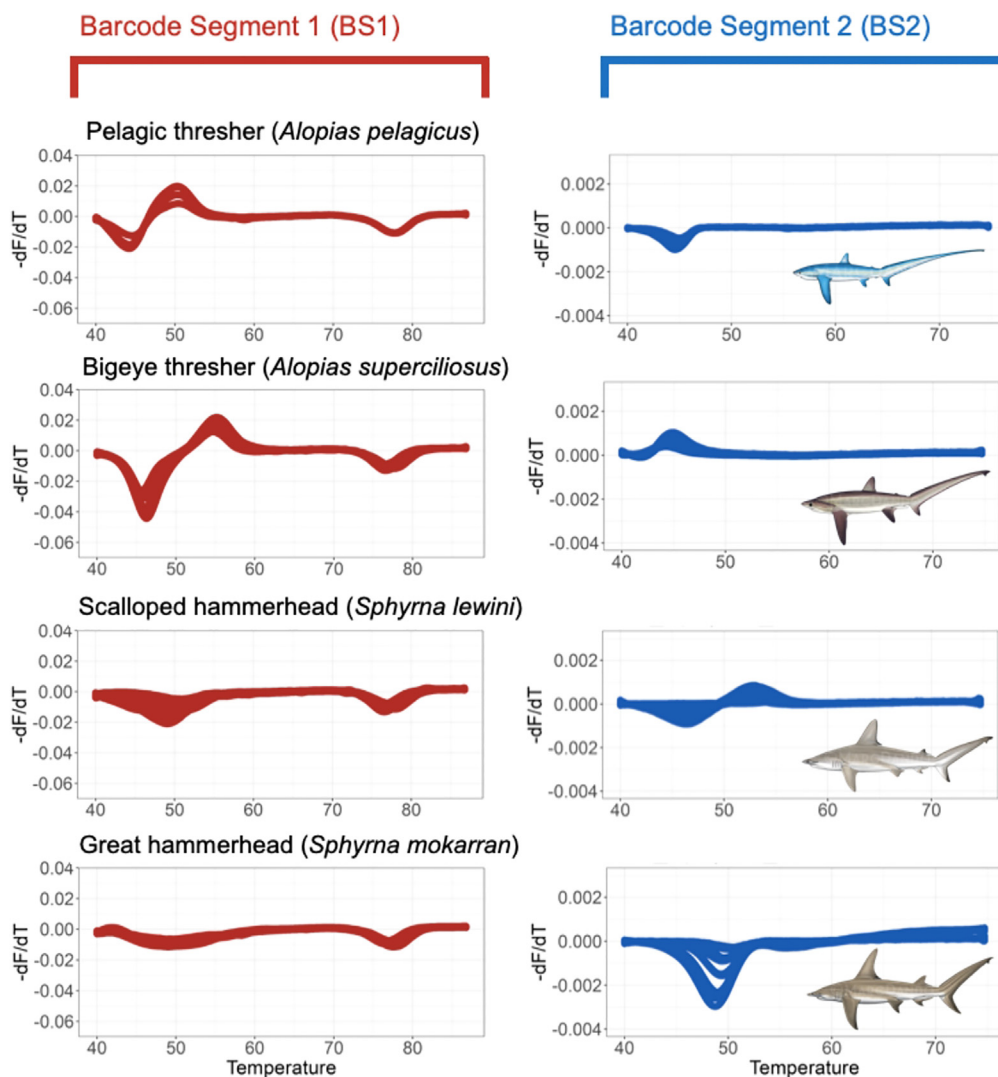 Barcode Segment 1 (BS1)
Barcode Segment 2 (BS2)
Pelagic thresher (Alopias pelagicus)
-dF/dT
0.04
0.02
0.00
-0.02
-0.04
-0.06
40 50 60 70 80
-dF/dT
0.002
0.000
-0.002
-0.004
40 50 60 70
Bigeye thresher (Alopias superciliosus)
-dF/dT
0.04
0.02
0.00
-0.02
-0.04
-0.06
40 50 60 70 80
-dF/dT
0.002
0.000
-0.002
-0.004
40 50 60 70
Scalloped hammerhead (Sphyrna lewini)
-dF/dT
0.04
0.02
0.00
-0.02
-0.04
-0.06
40 50 60 70 80
-dF/dT
0.002
0.000
-0.002
-0.004
40 50 60 70
Great hammerhead (Sphyrna mokarran)
-dF/dT
0.04
0.02
0.00
-0.02
-0.04
-0.06
40 50 60 70 80
Temperature
-dF/dT
0.002
0.000
-0.002
-0.004
40 50 60 70
Temperature